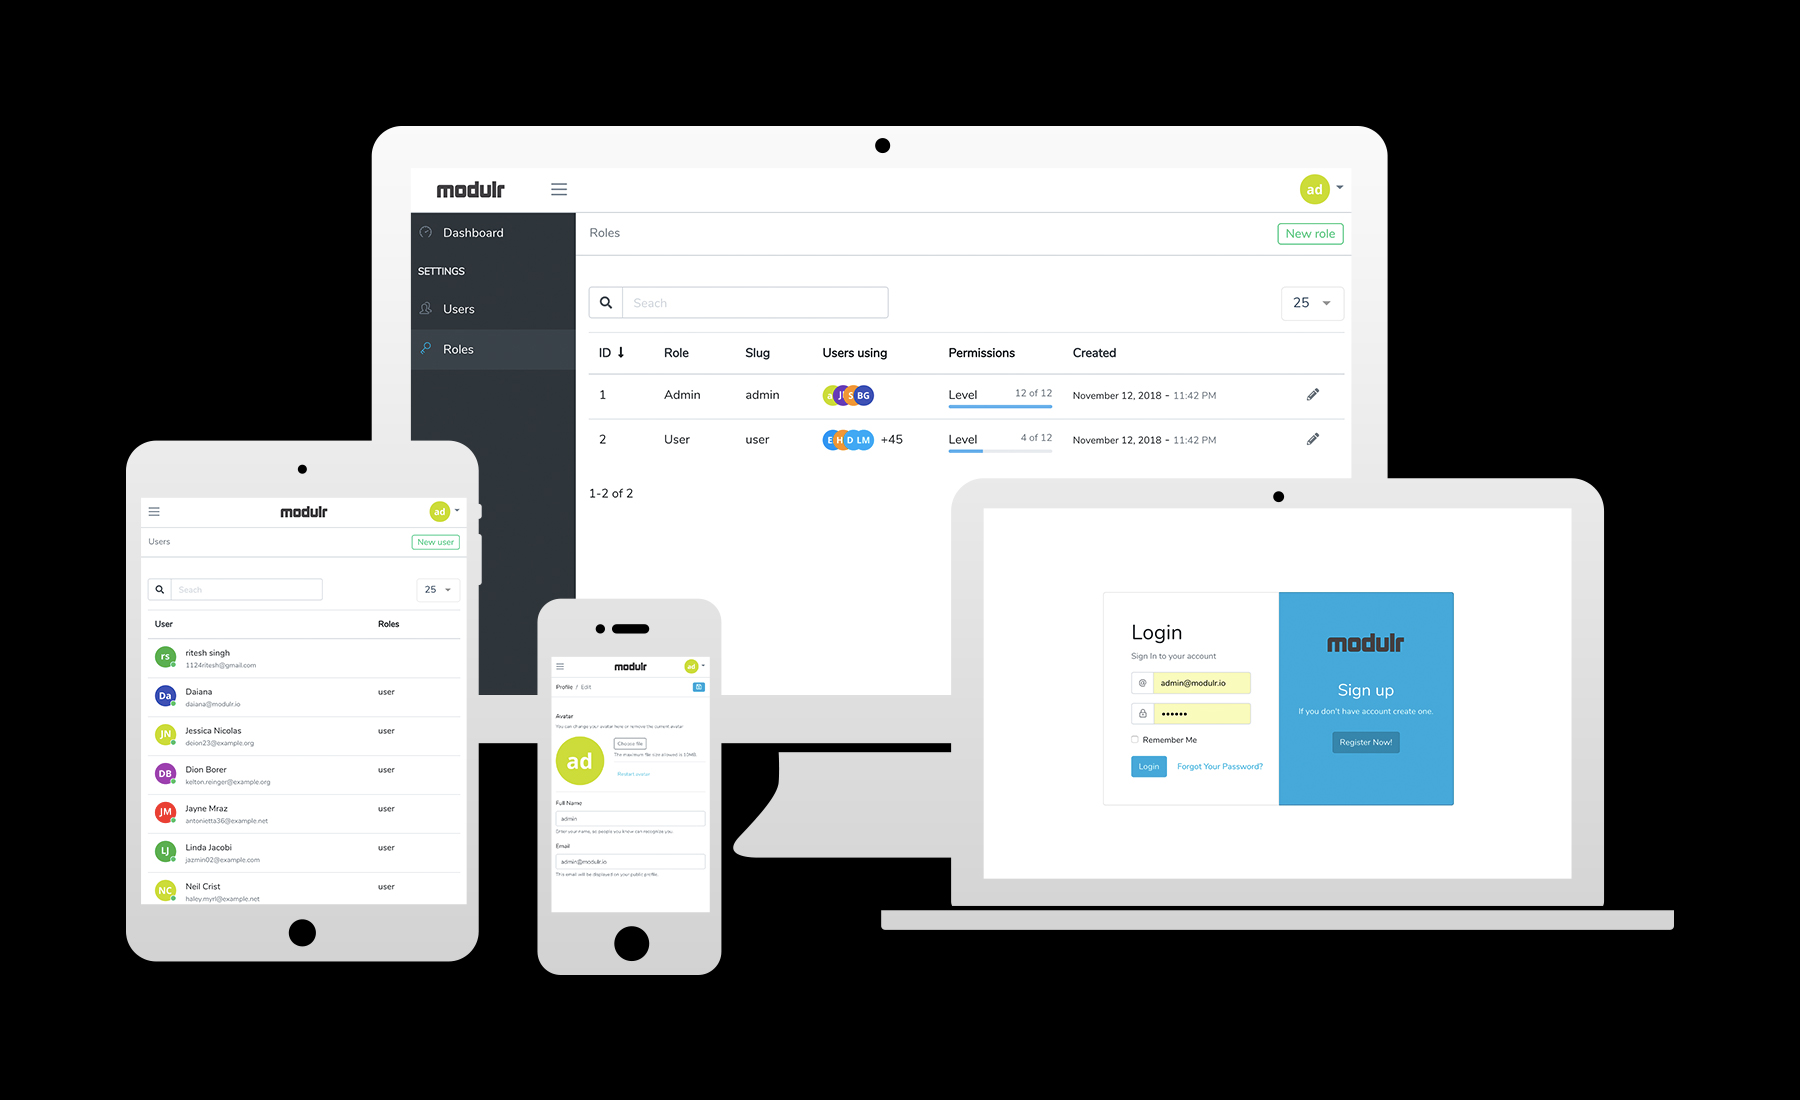 modulr
ad
Dashboard
SETTINGS
Users
Roles
Roles
New role
Seach
25
ID Role Slug Users using Permissions Created
1 Admin admin a J S BG Level 12 of 12 November 12, 2018 - 11:42 PM
2 User user E H D LM +45 Level 4 of 12 November 12, 2018 - 11:42 PM
1-2 of 2
modulr
ad
Users
New user
Seach
25
User Roles
rs ritesh singh
1124ritesh@gmail.com
Da Daiana user
daiana@modulr.io
JN Jessica Nicolas user
deion23@example.org
DB Dion Borer user
kelton.reinger@example.org
JM Jayne Mraz user
antonietta36@example.net
LJ Linda Jacobi user
jazmin02@example.com
NC Neil Crist user
haley.myrl@example.net
modulr
ad
Profile / Edit
Avatar
You can change your avatar here or remove the current avatar
ad
Choose file
The maximum file size allowed is 10MB.
Full Name
admin
Enter your name, so people you know can recognize you.
Email
admin@modulr.io
This email will be displayed on your public profile.
Login
Sign In to your account
@ admin@modulr.io
••••••
Remember Me
Login Forgot Your Password?
modulr
Sign up
If you don't have account create one.
Register Now!